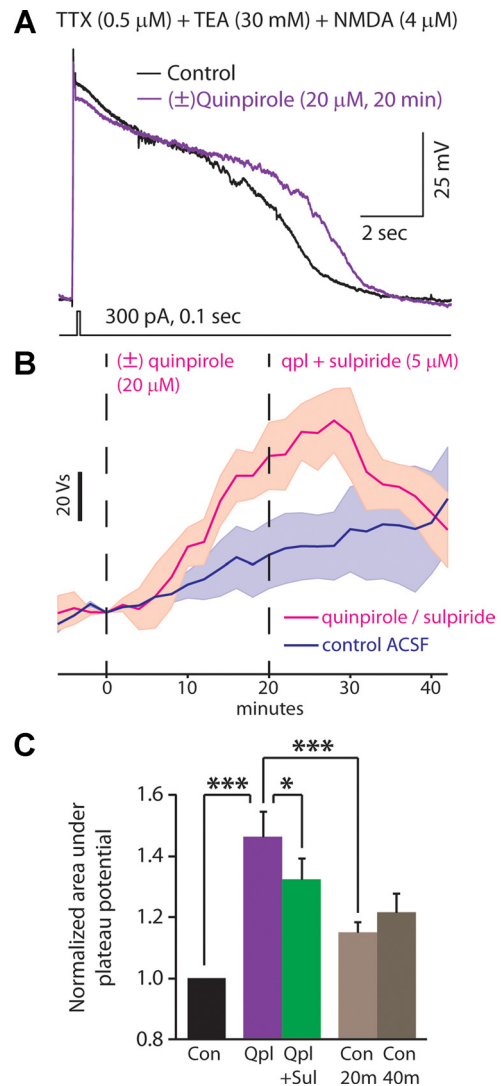 A
TTX (0.5 μM) + TEA (30 mM) + NMDA (4 μM)
Control
(±)Quinpirole (20 μM, 20 min)
25 mV
2 sec
300 pA, 0.1 sec
B
(±) quinpirole
(20 μM)
qpl + sulpiride (5 μM)
20 Vs
quinpirole / sulpiride
control ACSF
0 10 20 30 40
minutes
C
Normalized area under
plateau potential
***
***
*
1.6
1.4
1.2
1.0
0.8
Con Qpl Qpl Con Con
+Sul 20m 40m